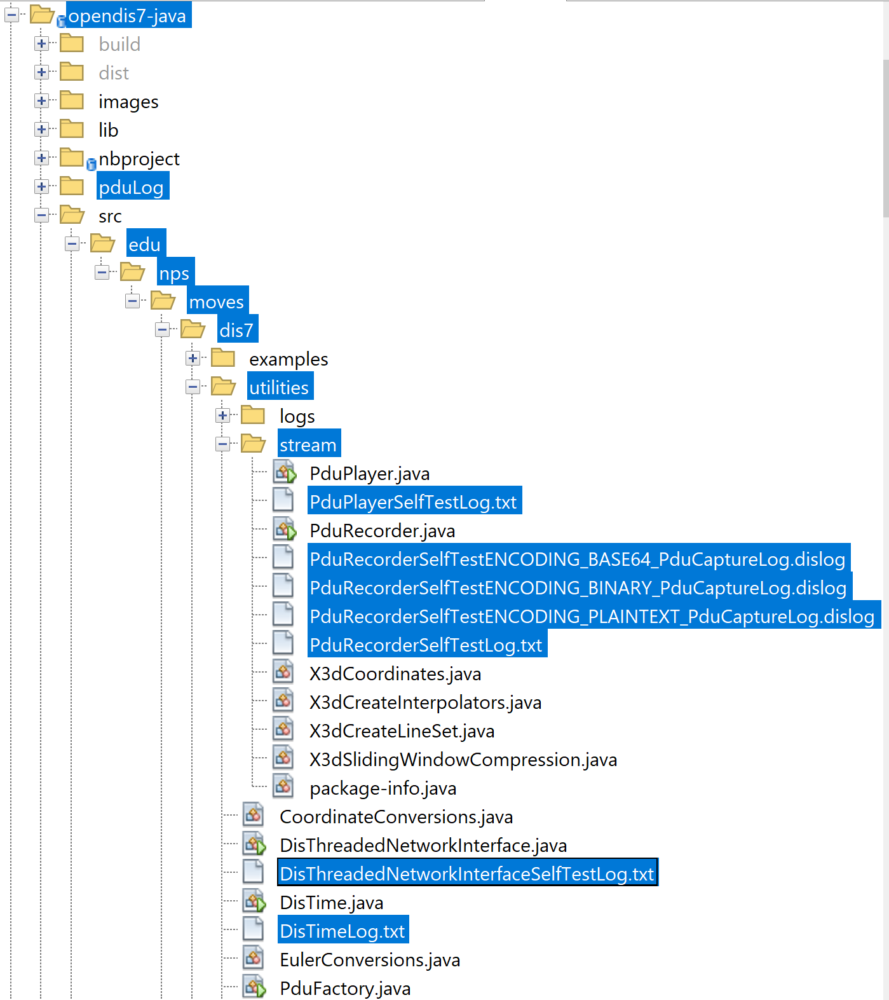 opendis7-java
build
dist
images
lib
nbproject
pduLog
src
edu
nps
moves
dis7
examples
utilities
logs
stream
PduPlayer.java
PduPlayerSelfTestLog.txt
PduRecorder.java
PduRecorderSelfTestENCODING_BASE64_PduCaptureLog.dislog
PduRecorderSelfTestENCODING_BINARY_PduCaptureLog.dislog
PduRecorderSelfTestENCODING_PLAINTEXT_PduCaptureLog.dislog
PduRecorderSelfTestLog.txt
X3dCoordinates.java
X3dCreateInterpolators.java
X3dCreateLineSet.java
X3dSlidingWindowCompression.java
package-info.java
CoordinateConversions.java
DisThreadedNetworkInterface.java
DisThreadedNetworkInterfaceSelfTestLog.txt
DisTime.java
DisTimeLog.txt
EulerConversions.java
PduFactory.java